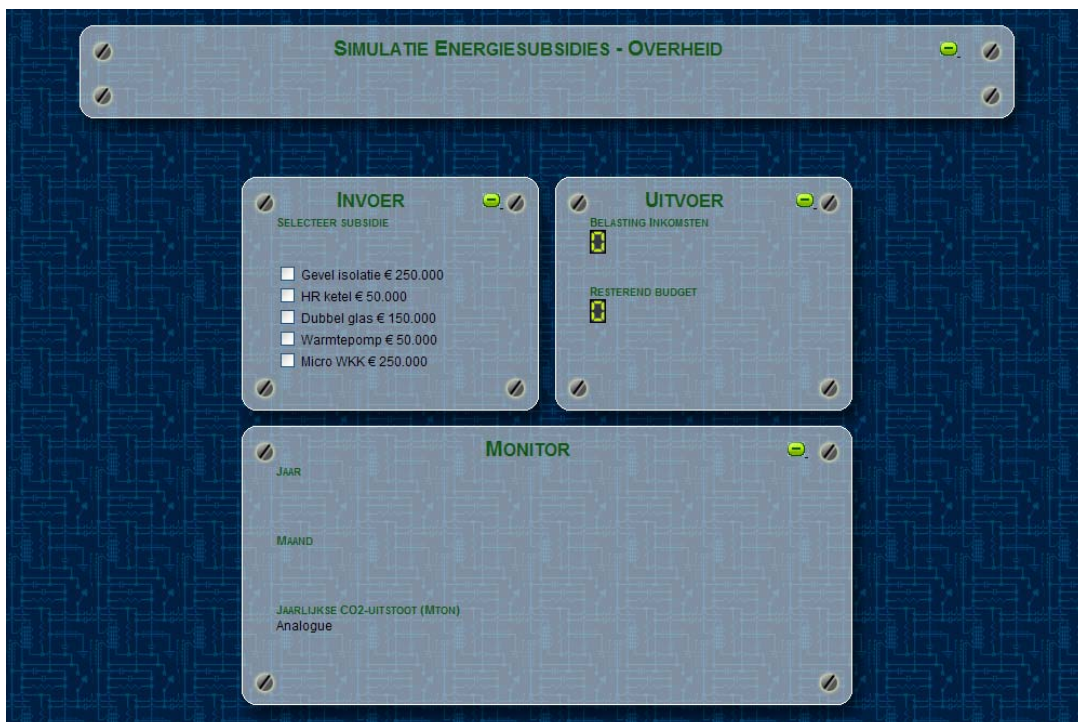 SIMULATIE ENERGIESUBSIDIES - OVERHEID
INVOER
SELECTEER SUBSIDIE
Gevel isolatie € 250.000
HR ketel € 50.000
Dubbel glas € 150.000
Warmtepomp € 50.000
Micro WKK € 250.000
UITVOER
BELASTING INKOMSTEN
0
RESTEREND BUDGET
0
MONITOR
JAAR
MAAND
JAARLIJKSE CO2-UITSTOOT (MTON)
Analogue